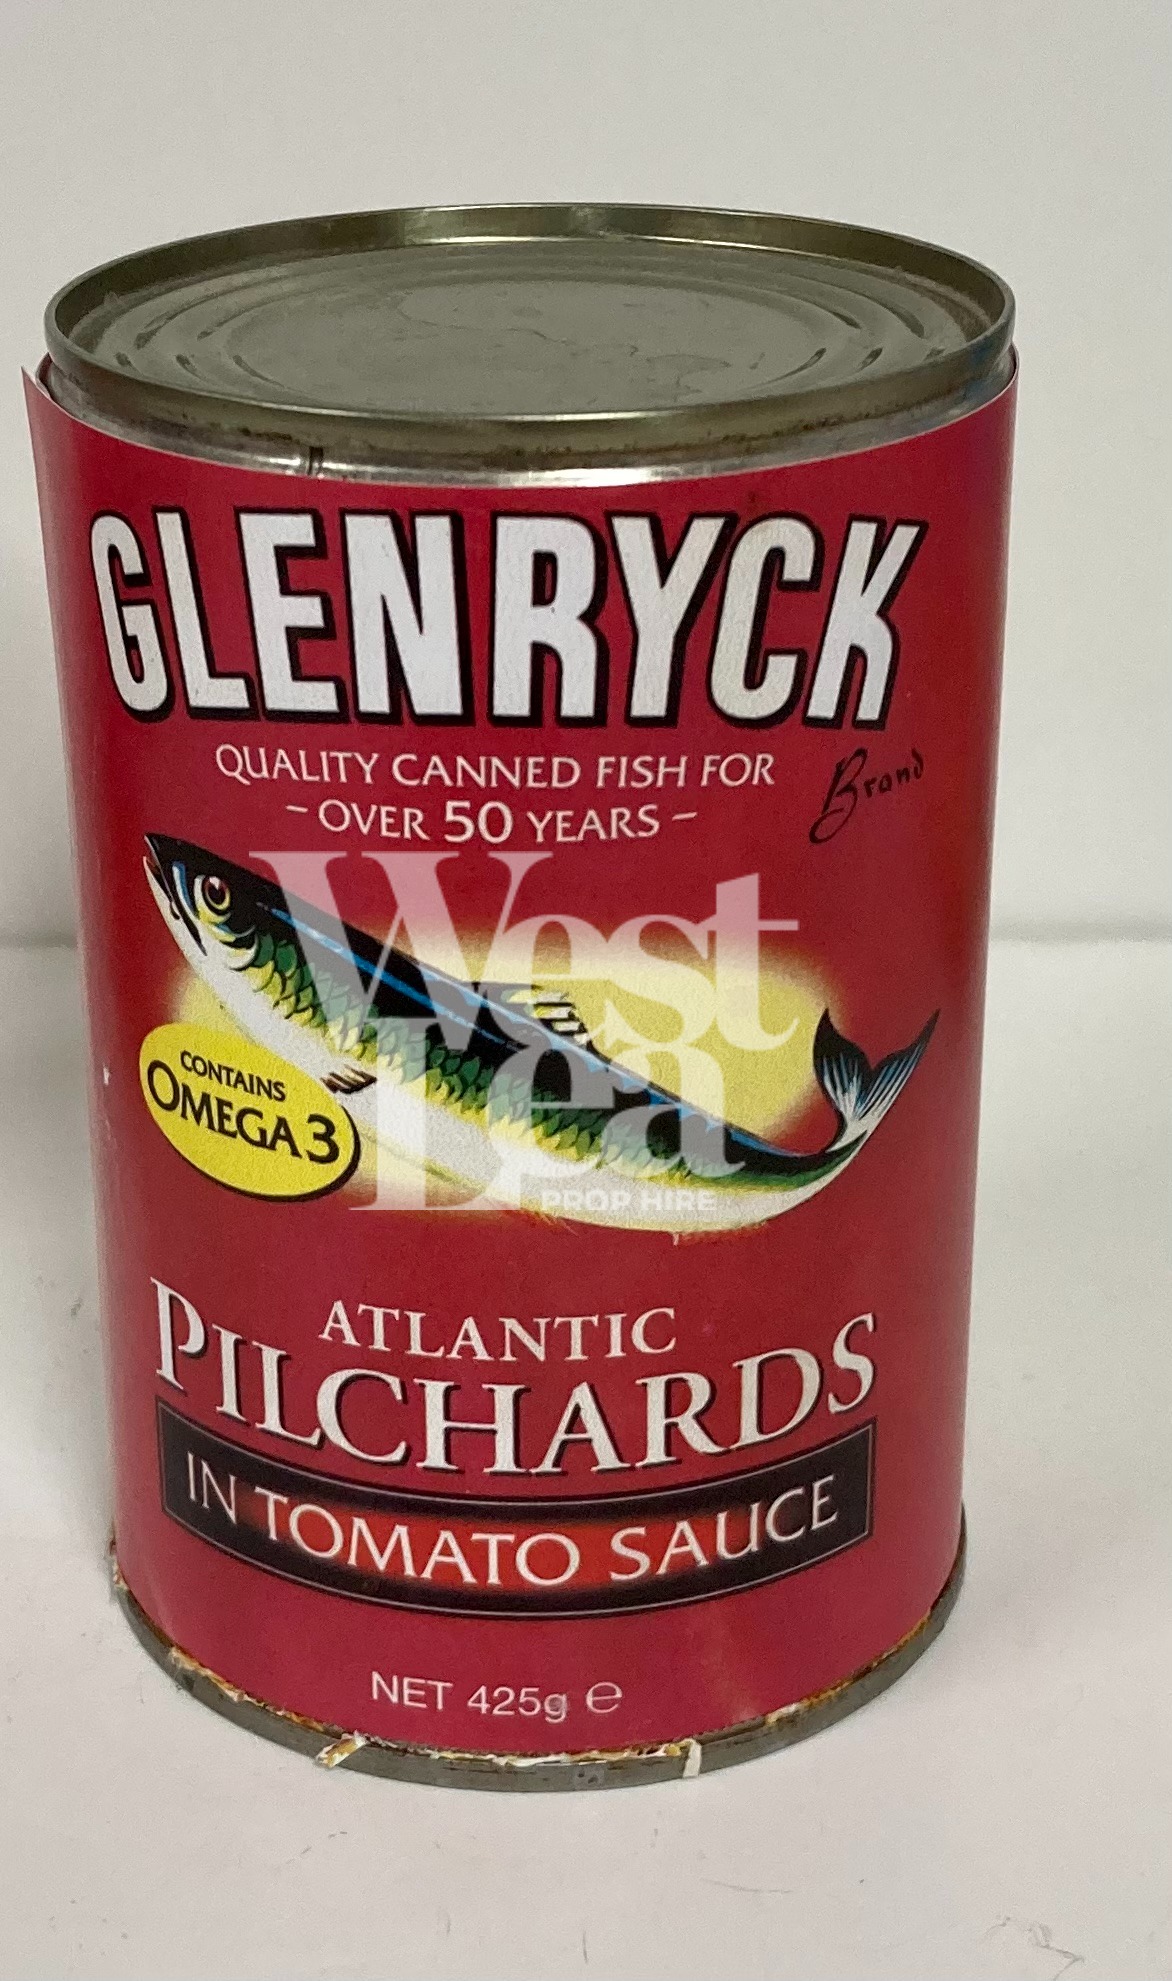 GLENRYCK
Brand
QUALITY CANNED FISH FOR
- OVER 50 YEARS -
West
Lea
PROP HIRE
CONTAINS
OMEGA 3
ATLANTIC
PILCHARDS
IN TOMATO SAUCE
NET 425g ℮